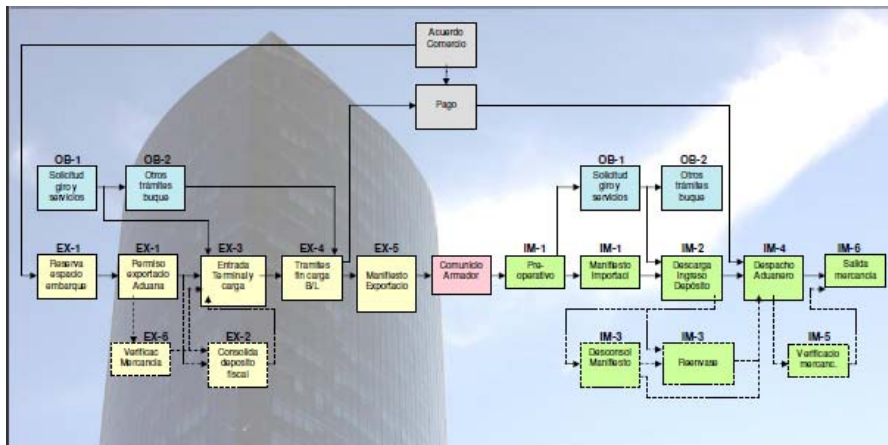 Acuerdo
Comercio
Pago
OB-1
Solicitud
giro y
servicios
OB-2
Otros
trámites
buque
OB-1
Solicitud
giro y
servicios
OB-2
Otros
trámites
buque
EX-1
Reserva
espacio
embarque
EX-1
Permiso
exportació
Aduana
EX-3
Entrada
Terminal y
carga
EX-4
Tramites
fin carga
B/L
EX-5
Manifiesto
Exportacio
Comunicio
Armador
IM-1
Pre-
operativo
IM-1
Manifiesto
Importaci
IM-2
Descarga
Ingreso
Depósito
IM-4
Despacho
Aduanero
IM-6
Salida
mercancia
EX-6
Verificac
Mercancía
EX-2
Consolida
deposito
fiscal
IM-3
Desconsol
Manifiesto
IM-3
Reenvase
IM-5
Verificacio
mercanc.